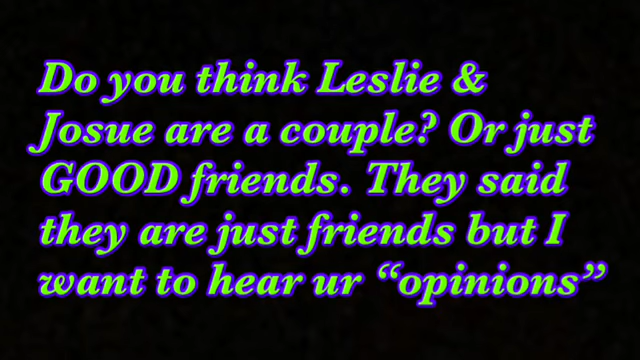 Do you think Leslie &
Josue are a couple? Or just
GOOD friends. They said
they are just friends but I
want to hear ur “opinions”